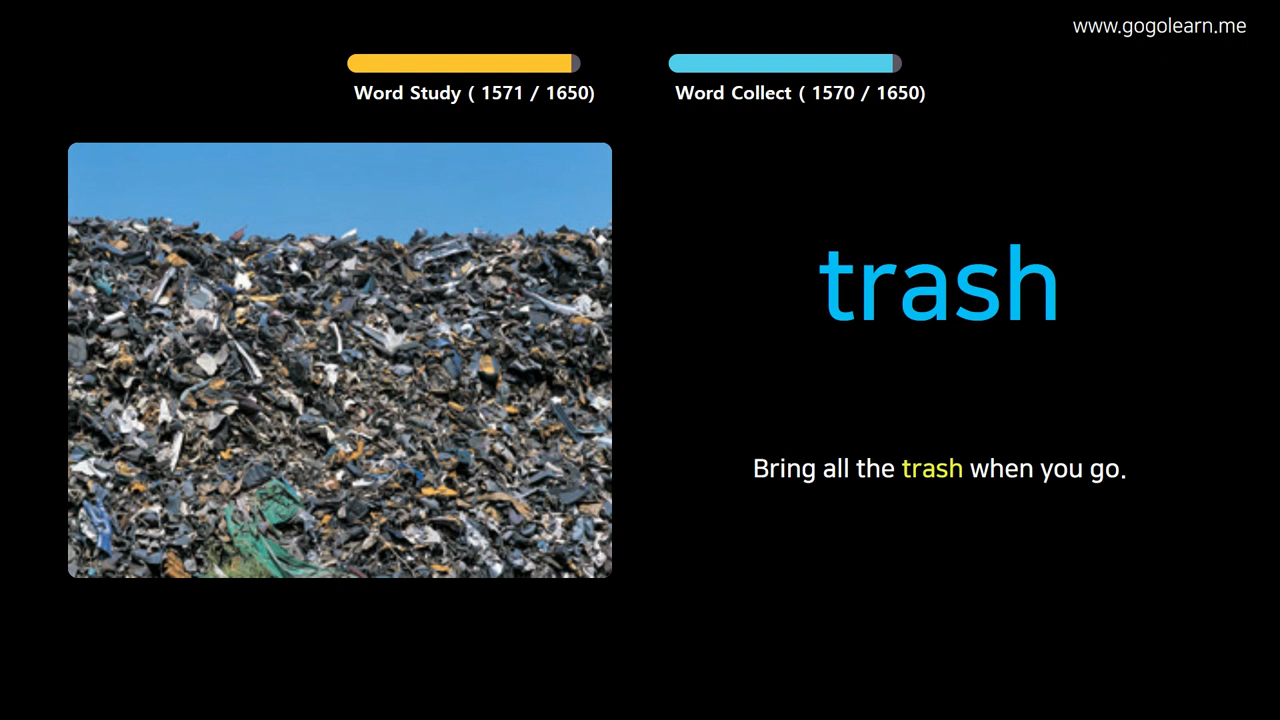 www.gogolearn.me
Word Study ( 1571 / 1650)
Word Collect ( 1570 / 1650)
trash
Bring all the trash when you go.